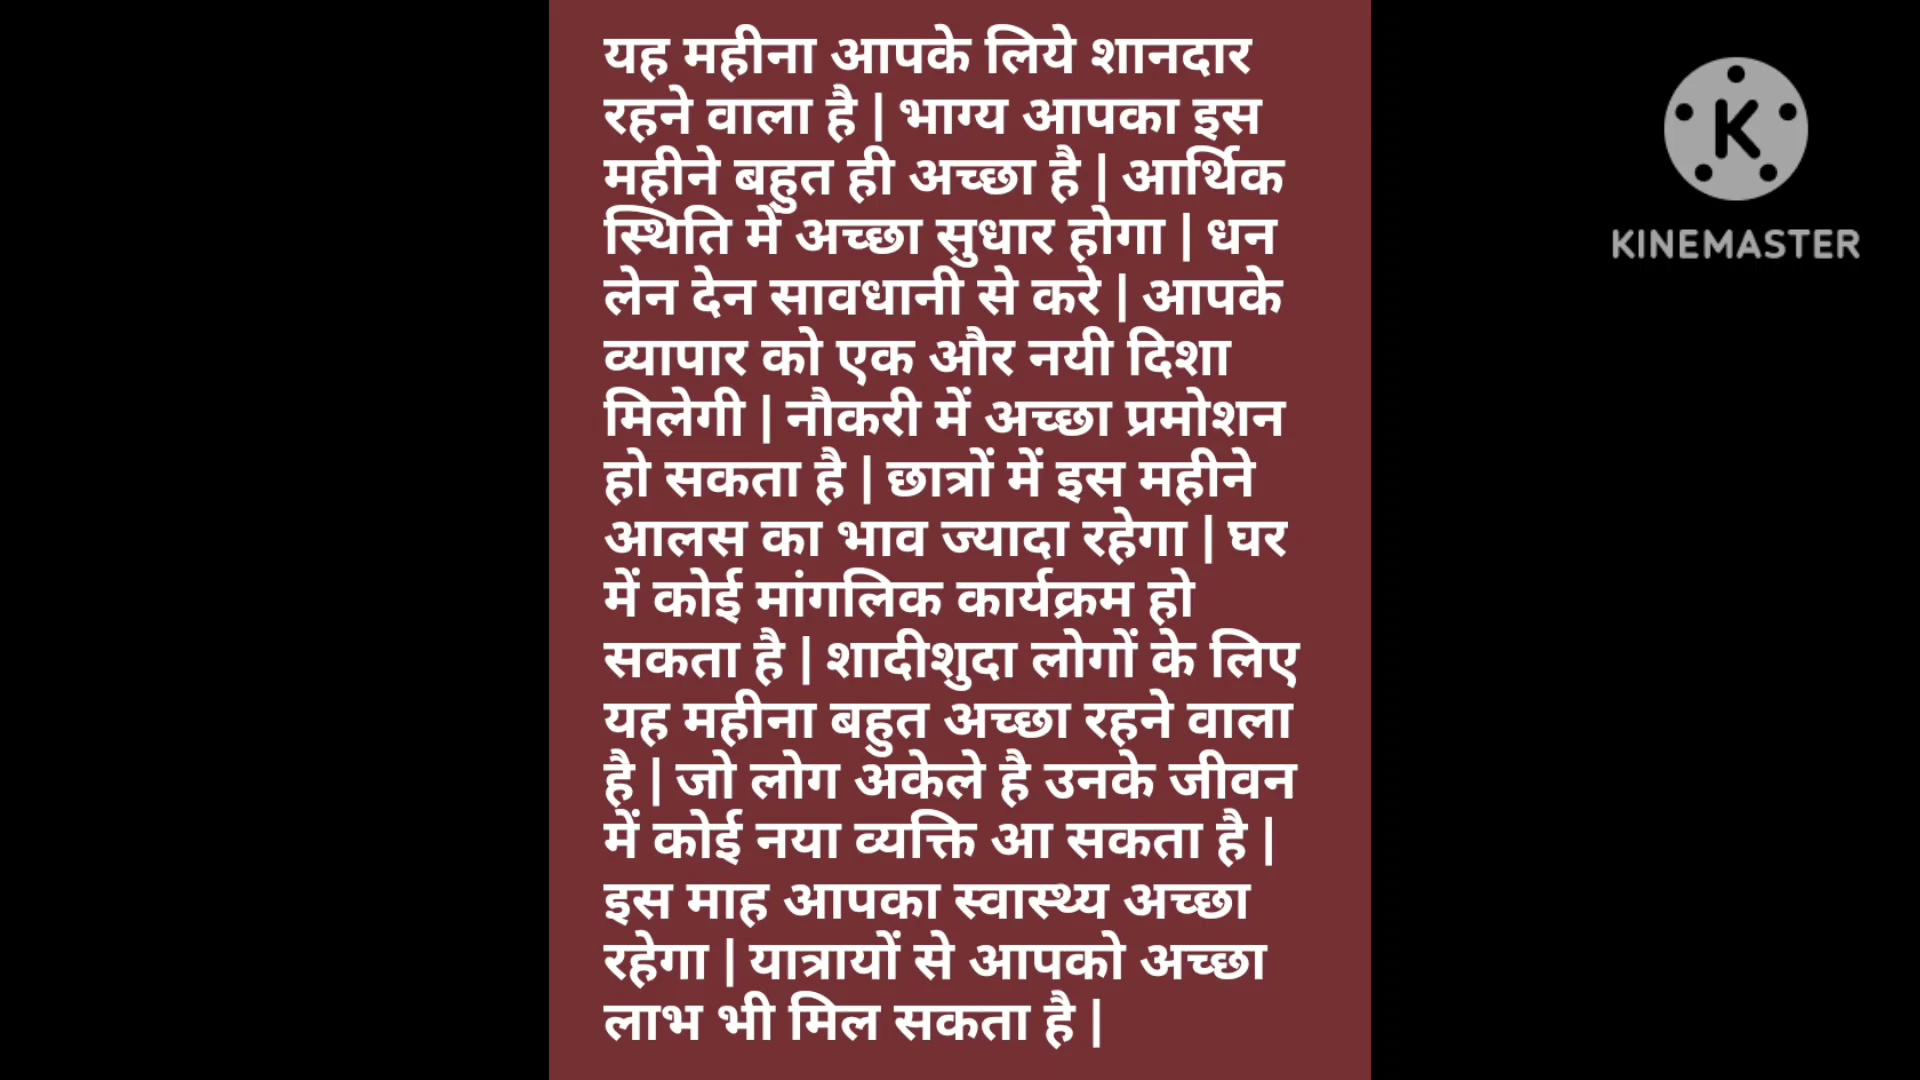 यह महीना आपके लिये शानदार
रहने वाला है | भाग्य आपका इस
महीने बहुत ही अच्छा है | आर्थिक
स्थिति में अच्छा सुधार होगा | धन
लेन देन सावधानी से करे | आपके
व्यापार को एक और नयी दिशा
मिलेगी | नौकरी में अच्छा प्रमोशन
हो सकता है | छात्रों में इस महीने
आलस का भाव ज्यादा रहेगा | घर
में कोई मांगलिक कार्यक्रम हो
सकता है | शादीशुदा लोगों के लिए
यह महीना बहुत अच्छा रहने वाला
है | जो लोग अकेले है उनके जीवन
में कोई नया व्यक्ति आ सकता है |
इस माह आपका स्वास्थ्य अच्छा
रहेगा | यात्रायों से आपको अच्छा
लाभ भी मिल सकता है |
K
KINEMASTER